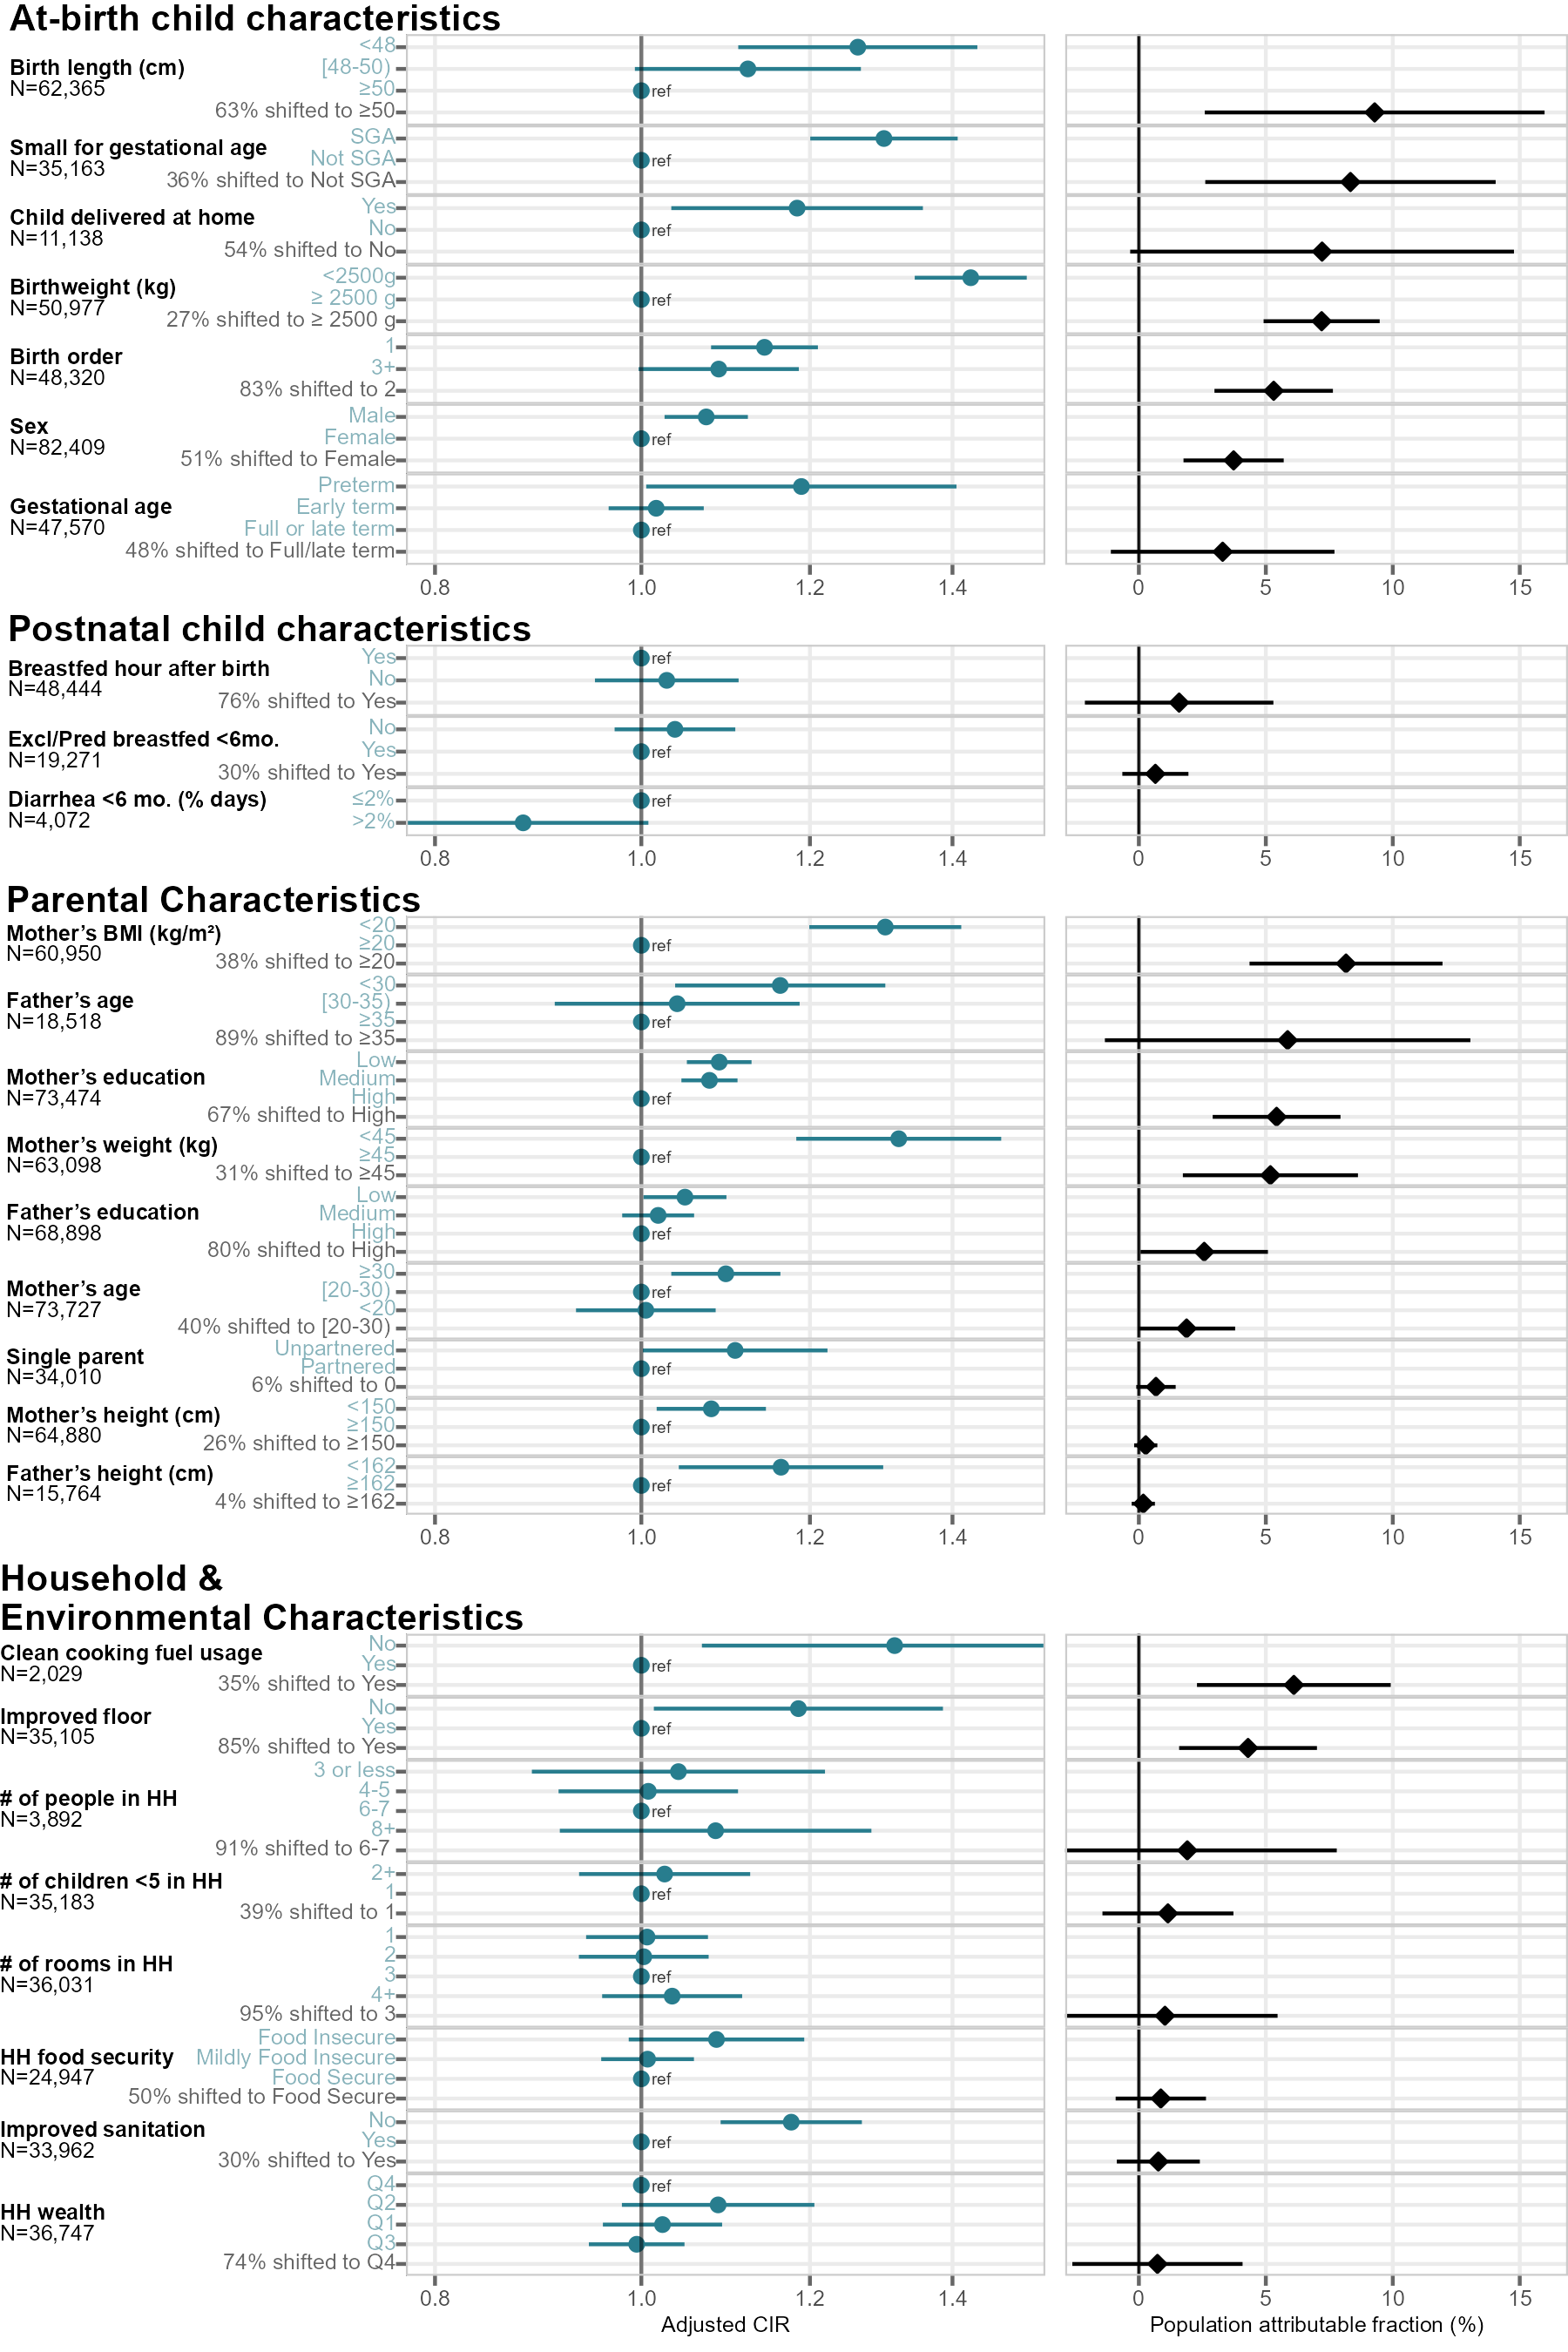 At-birth child characteristics
<48
Birth length (cm)
[48-50)
N=62,365
≥50
ref
63% shifted to ≥50
SGA
Small for gestational age
Not SGA
ref
N=35,163
36% shifted to Not SGA
Yes
Child delivered at home
No
ref
N=11,138
54% shifted to No
<2500g
Birthweight (kg)
≥ 2500 g
ref
N=50,977
27% shifted to ≥ 2500 g
1
Birth order
3+
N=48,320
83% shifted to 2
Male
Sex
Female
ref
N=82,409
51% shifted to Female
Preterm
Gestational age
Early term
N=47,570
Full or late term
ref
48% shifted to Full/late term
0.8 1.0 1.2 1.4 0 5 10 15
Postnatal child characteristics
Yes
ref
Breastfed hour after birth
No
N=48,444
76% shifted to Yes
No
Excl/Pred breastfed <6mo.
Yes
ref
N=19,271
30% shifted to Yes
Diarrhea <6 mo. (% days)
≤2%
ref
N=4,072
>2%
0.8 1.0 1.2 1.4 0 5 10 15
Parental Characteristics
<20
Mother’s BMI (kg/m²)
≥20
ref
N=60,950
38% shifted to ≥20
<30
Father’s age
[30-35)
N=18,518
≥35
ref
89% shifted to ≥35
Low
Mother’s education
Medium
N=73,474
High
ref
67% shifted to High
<45
Mother’s weight (kg)
≥45
ref
N=63,098
31% shifted to ≥45
Low
Father’s education
Medium
N=68,898
High
ref
80% shifted to High
≥30
Mother’s age
[20-30)
ref
N=73,727
<20
40% shifted to [20-30)
Unpartnered
Single parent
Partnered
ref
N=34,010
6% shifted to 0
<150
Mother’s height (cm)
≥150
ref
N=64,880
26% shifted to ≥150
<162
Father’s height (cm)
≥162
ref
N=15,764
4% shifted to ≥162
0.8 1.0 1.2 1.4 0 5 10 15
Household &
Environmental Characteristics
No
Clean cooking fuel usage
Yes
ref
N=2,029
35% shifted to Yes
No
Improved floor
Yes
ref
N=35,105
85% shifted to Yes
3 or less
# of people in HH
4-5
N=3,892
6-7
ref
8+
91% shifted to 6-7
2+
# of children <5 in HH
1
ref
N=35,183
39% shifted to 1
1
# of rooms in HH
2
N=36,031
3
ref
4+
95% shifted to 3
Food Insecure
HH food security
Mildly Food Insecure
N=24,947
Food Secure
ref
50% shifted to Food Secure
No
Improved sanitation
Yes
ref
N=33,962
30% shifted to Yes
Q4
ref
HH wealth
Q2
N=36,747
Q1
Q3
74% shifted to Q4
0.8 1.0 1.2 1.4 0 5 10 15
Adjusted CIR
Population attributable fraction (%)